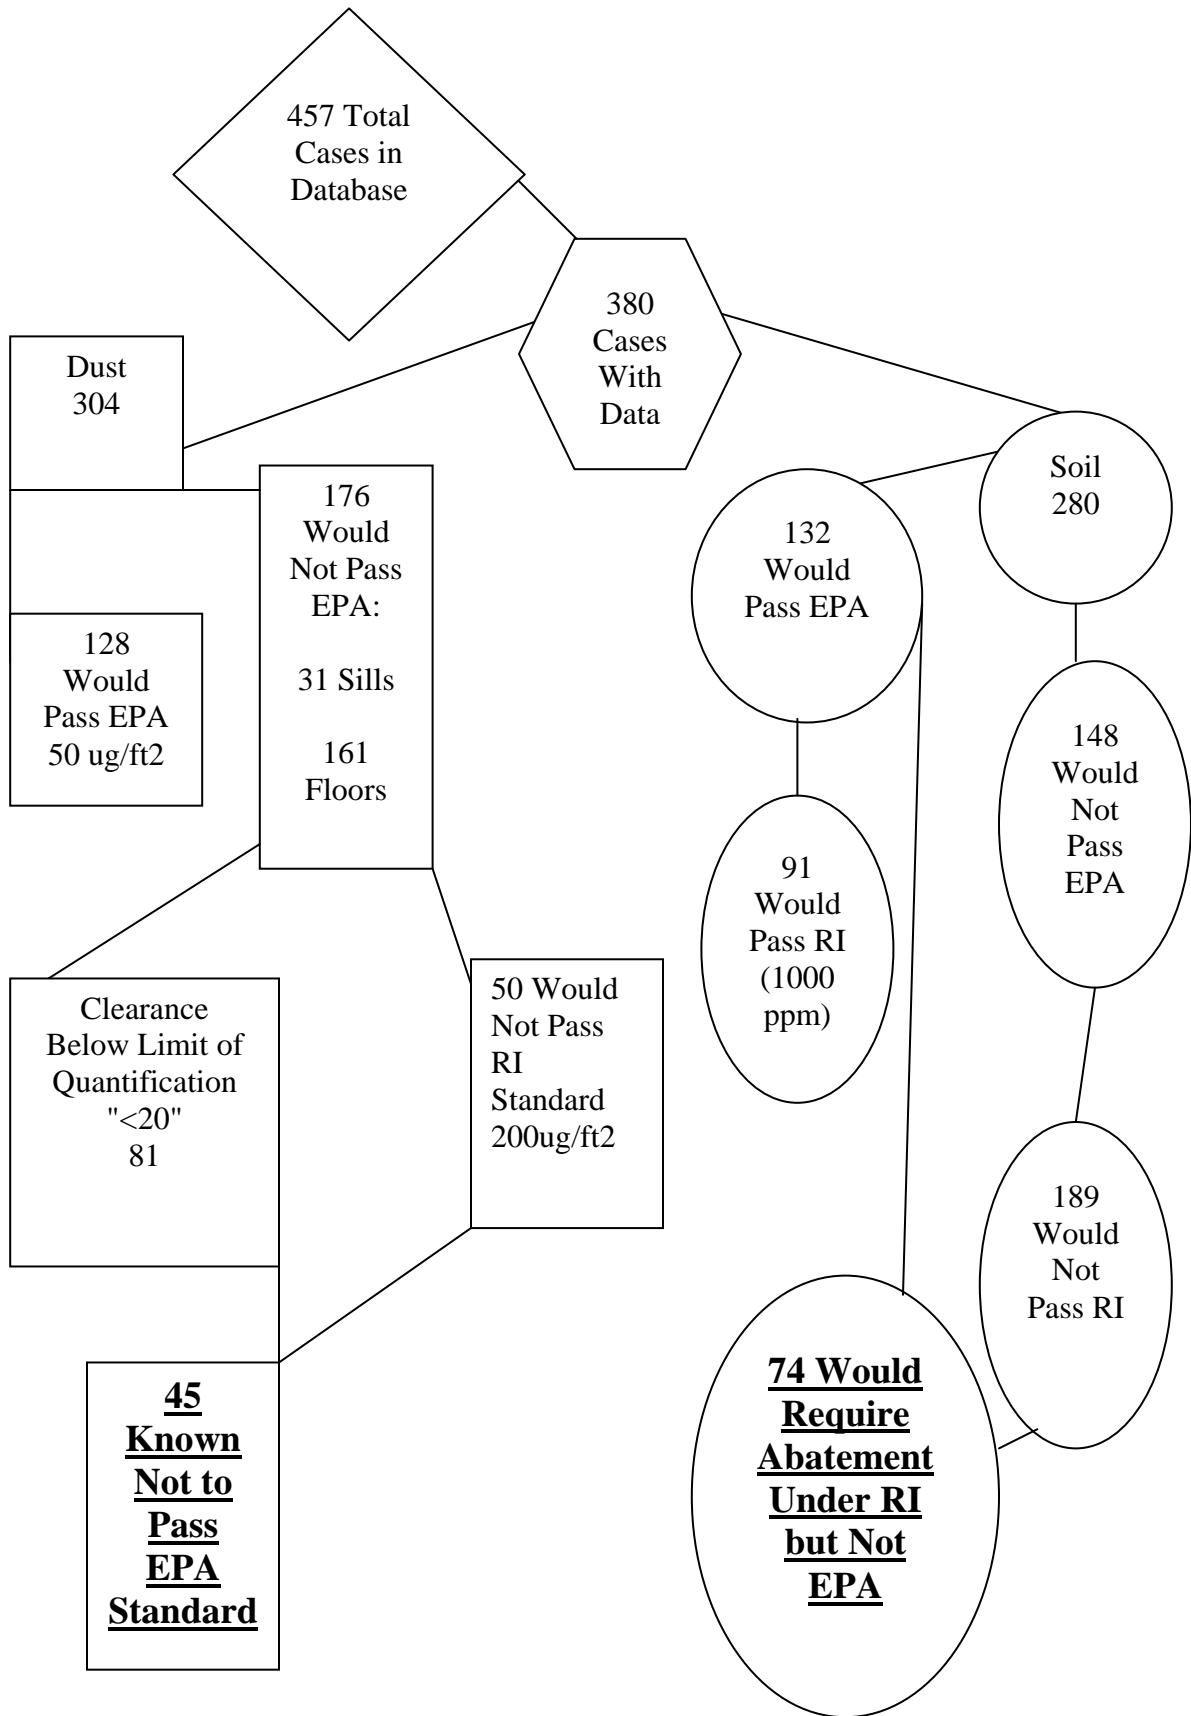 457 Total
Cases in
Database
380
Cases
With
Data
Dust
304
176
Would
Not Pass
EPA:
31 Sills
161
Floors
128
Would
Pass EPA
50 ug/ft2
Clearance
Below Limit of
Quantification
"<20"
81
50 Would
Not Pass
RI
Standard
200ug/ft2
45
Known
Not to
Pass
EPA
Standard
Soil
280
132
Would
Pass EPA
148
Would
Not
Pass
EPA
91
Would
Pass RI
(1000
ppm)
189
Would
Not
Pass RI
74 Would
Require
Abatement
Under RI
but Not
EPA